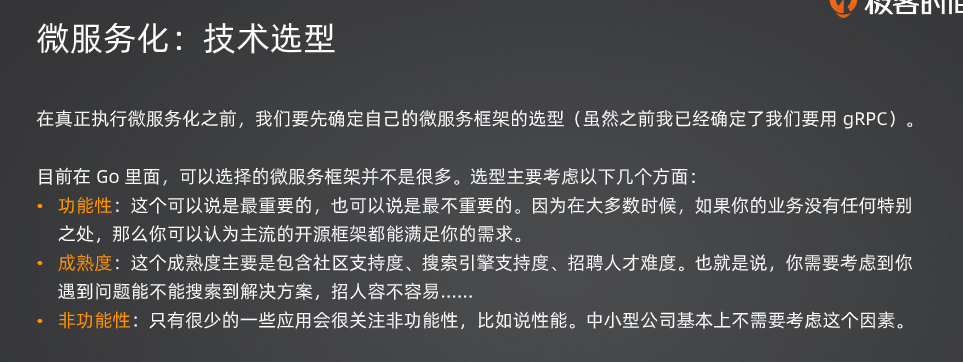 极客时间
微服务化：技术选型
在真正执行微服务化之前，我们要先确定自己的微服务框架的选型（虽然之前我已经确定了我们要用 gRPC）。
目前在 Go 里面，可以选择的微服务框架并不是很多。选型主要考虑以下几个方面：
• 功能性：这个可以说是最重要的，也可以说是最不重要的。因为在大多数时候，如果你的业务没有任何特别
之处，那么你可以认为主流的开源框架都能满足你的需求。
• 成熟度：这个成熟度主要是包含社区支持度、搜索引擎支持度、招聘人才难度。也就是说，你需要考虑到你
遇到问题能不能搜索到解决方案，招人容不容易......
• 非功能性：只有很少的一些应用会很关注非功能性，比如说性能。中小型公司基本上不需要考虑这个因素。